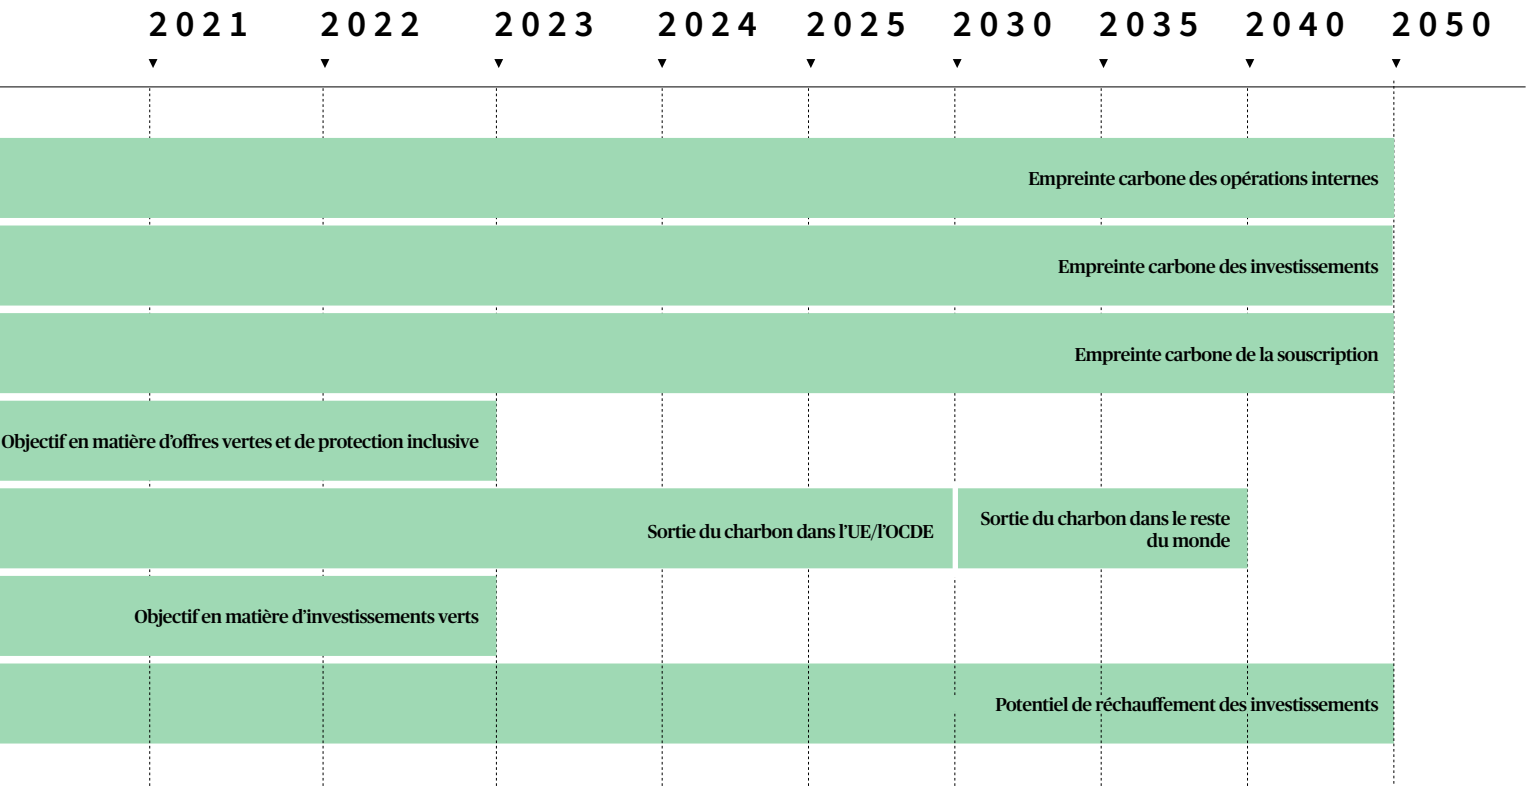 2021 2022 2023 2024 2025 2030 2035 2040 2050
Empreinte carbone des opérations internes
Empreinte carbone des investissements
Empreinte carbone de la souscription
Objectif en matière d'offres vertes et de protection inclusive
Sortie du charbon dans l'UE/l'OCDE
Sortie du charbon dans le reste
du monde
Objectif en matière d'investissements verts
Potentiel de réchauffement des investissements